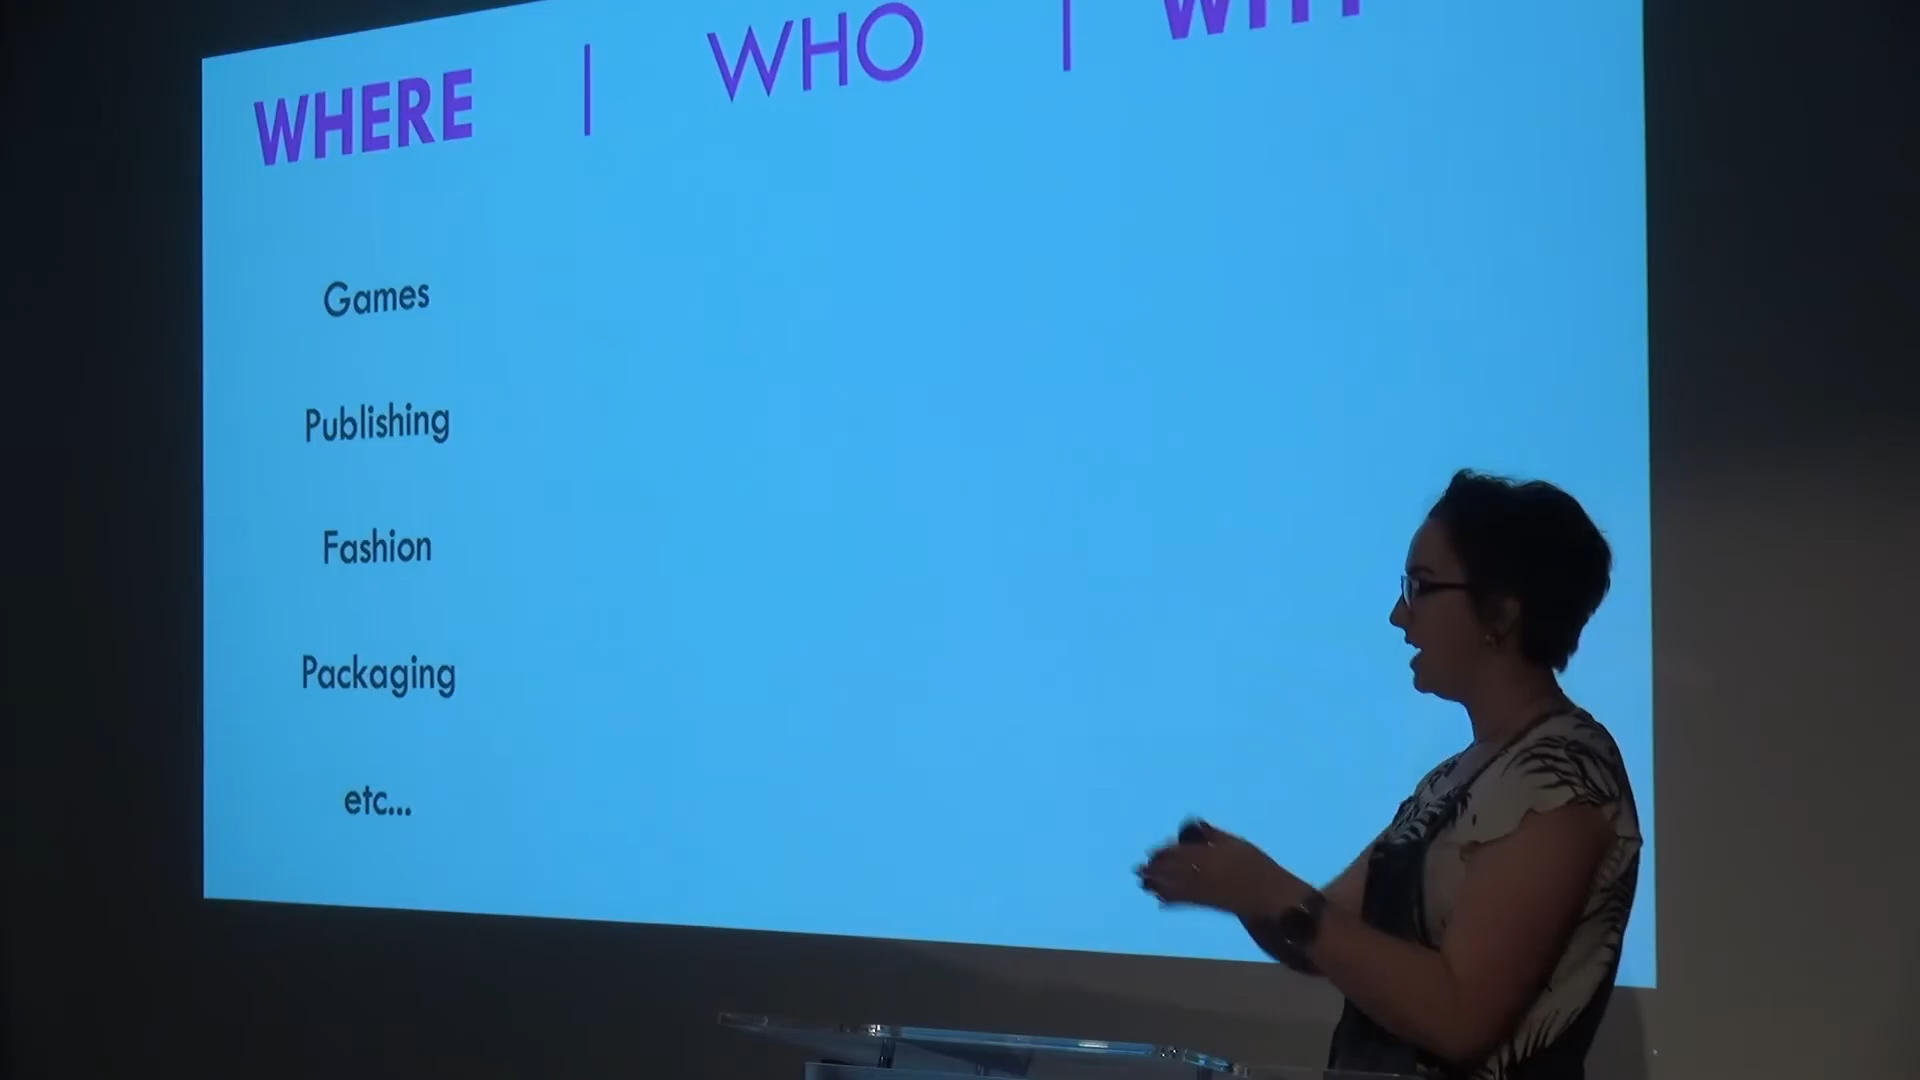 WHERE | WHO |
Games
Publishing
Fashion
Packaging
etc...